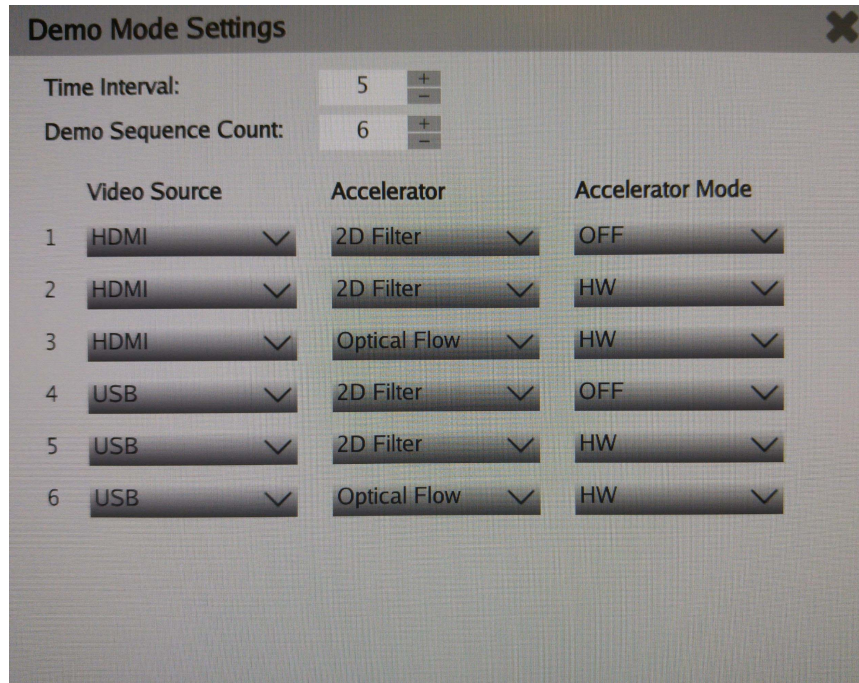 Demo Mode Settings
Time Interval: 5 + -
Demo Sequence Count: 6 + -
Video Source Accelerator Accelerator Mode
1 HDMI 2D Filter OFF
2 HDMI 2D Filter HW
3 HDMI Optical Flow HW
4 USB 2D Filter OFF
5 USB 2D Filter HW
6 USB Optical Flow HW